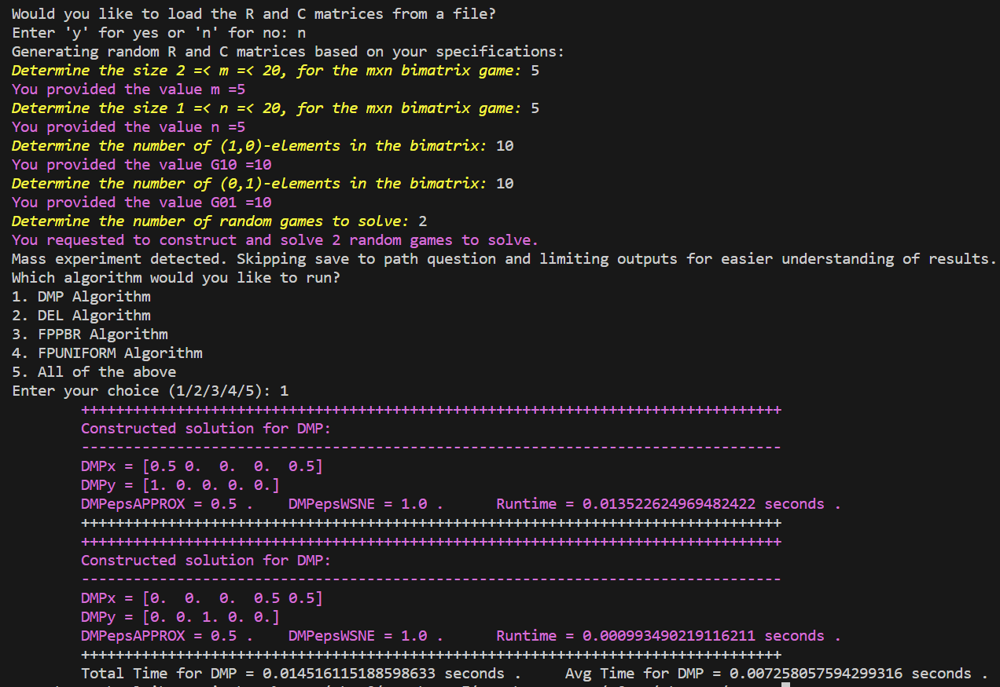 Would you like to load the R and C matrices from a file?
Enter 'y' for yes or 'n' for no: n
Generating random R and C matrices based on your specifications:
Determine the size 2 =< m =< 20, for the mxn bimatrix game: 5
You provided the value m =5
Determine the size 1 =< n =< 20, for the mxn bimatrix game: 5
You provided the value n =5
Determine the number of (1,0)-elements in the bimatrix: 10
You provided the value G10 =10
Determine the number of (0,1)-elements in the bimatrix: 10
You provided the value G01 =10
Determine the number of random games to solve: 2
You requested to construct and solve 2 random games to solve.
Mass experiment detected. Skipping save to path question and limiting outputs for easier understanding of results.
Which algorithm would you like to run?
1. DMP Algorithm
2. DEL Algorithm
3. FPPBR Algorithm
4. FPUNIFORM Algorithm
5. All of the above
Enter your choice (1/2/3/4/5): 1
+++++++++++++++++++++++++++++++++++++++++++++++++++++++++++++++++++++++++++++++++
Constructed solution for DMP:
---------------------------------------------------------------------------------
DMPx = [0.5 0.  0.  0.  0.5]
DMPy = [1. 0. 0. 0. 0.]
DMPepsAPPROX = 0.5 .    DMPepsWSNE = 1.0 .      Runtime = 0.013522624969482422 seconds .
+++++++++++++++++++++++++++++++++++++++++++++++++++++++++++++++++++++++++++++++++
+++++++++++++++++++++++++++++++++++++++++++++++++++++++++++++++++++++++++++++++++
Constructed solution for DMP:
---------------------------------------------------------------------------------
DMPx = [0.  0.  0.  0.5 0.5]
DMPy = [0. 0. 1. 0. 0.]
DMPepsAPPROX = 0.5 .    DMPepsWSNE = 1.0 .      Runtime = 0.000993490219116211 seconds .
+++++++++++++++++++++++++++++++++++++++++++++++++++++++++++++++++++++++++++++++++
Total Time for DMP = 0.014516115188598633 seconds .     Avg Time for DMP = 0.007258057594299316 seconds .